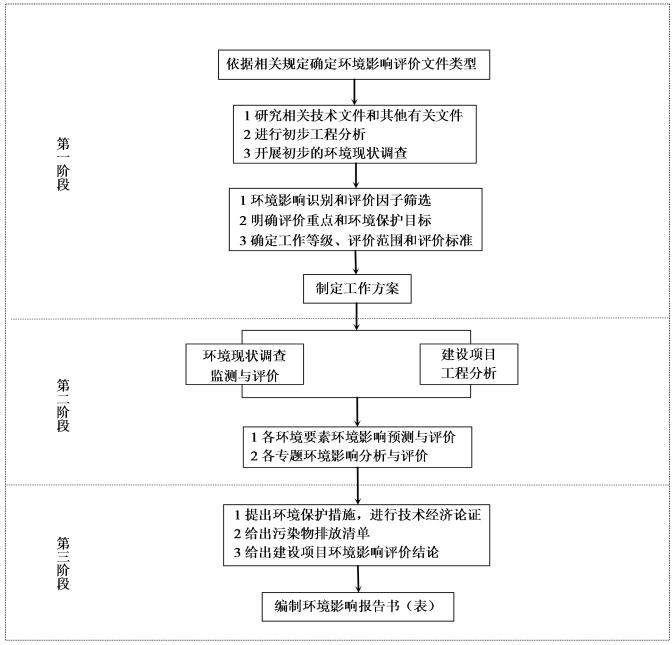 第一阶段
依据相关规定确定环境影响评价文件类型
1 研究相关技术文件和其他有关文件
2 进行初步工程分析
3 开展初步的环境现状调查
1 环境影响识别和评价因子筛选
2 明确评价重点和环境保护目标
3 确定工作等级、评价范围和评价标准
制定工作方案
第二阶段
环境现状调查
监测与评价
建设项目
工程分析
1 各环境要素环境影响预测与评价
2 各专题环境影响分析与评价
第三阶段
1 提出环境保护措施，进行技术经济论证
2 给出污染物排放清单
3 给出建设项目环境影响评价结论
编制环境影响报告书（表）